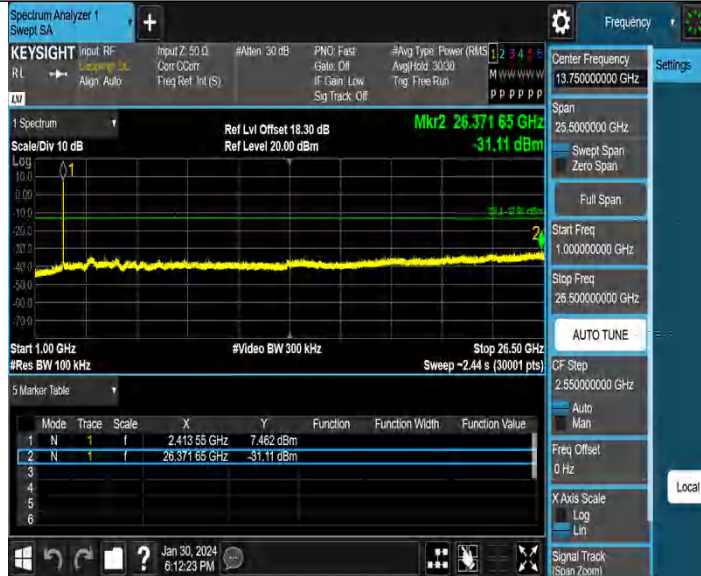 Spectrum Analyzer 1
Swept SA
Frequency
KEYSIGHT
RL
Input: RF
Align: Auto
Input Z: 50 Ω
Corr CCorr
Freq Ref: Int (S)
#Atten: 30 dB
PNO: Fast
Gate: Off
IF Gain: Low
Sig Track: Off
#Avg Type: Power (RMS
Avg|Hold: 30/30
Trig: Free Run
1 2 3 4 5 6
M W W W W W
P P P P P P
LXI
Center Frequency
13.750000000 GHz
Settings
Span
25.5000000 GHz
Swept Span
Zero Span
Full Span
Start Freq
1.000000000 GHz
Stop Freq
26.500000000 GHz
AUTO TUNE
CF Step
2.550000000 GHz
Auto
Man
Freq Offset
0 Hz
X Axis Scale
Log
Lin
Signal Track
(Span Zoom)
Local
1 Spectrum
Scale/Div 10 dB
Ref Lvl Offset 18.30 dB
Ref Level 20.00 dBm
Mkr2 26.371 65 GHz
-31.11 dBm
Log
10.0
0.00
-10.0
-20.0
-30.0
-40.0
-50.0
-60.0
-70.0
1
2
Start 1.00 GHz
#Res BW 100 kHz
#Video BW 300 kHz
Stop 26.50 GHz
Sweep ~2.44 s (30001 pts)
5 Marker Table
Mode Trace Scale X Y Function Function Width Function Value
1 N 1 f 2.413 55 GHz 7.462 dBm
2 N 1 f 26.371 65 GHz -31.11 dBm
3
4
5
6
?
Jan 30, 2024
6:12:23 PM